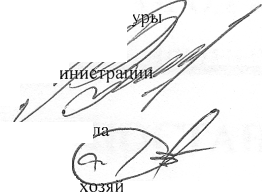 уры
инистрации
да
хозяй